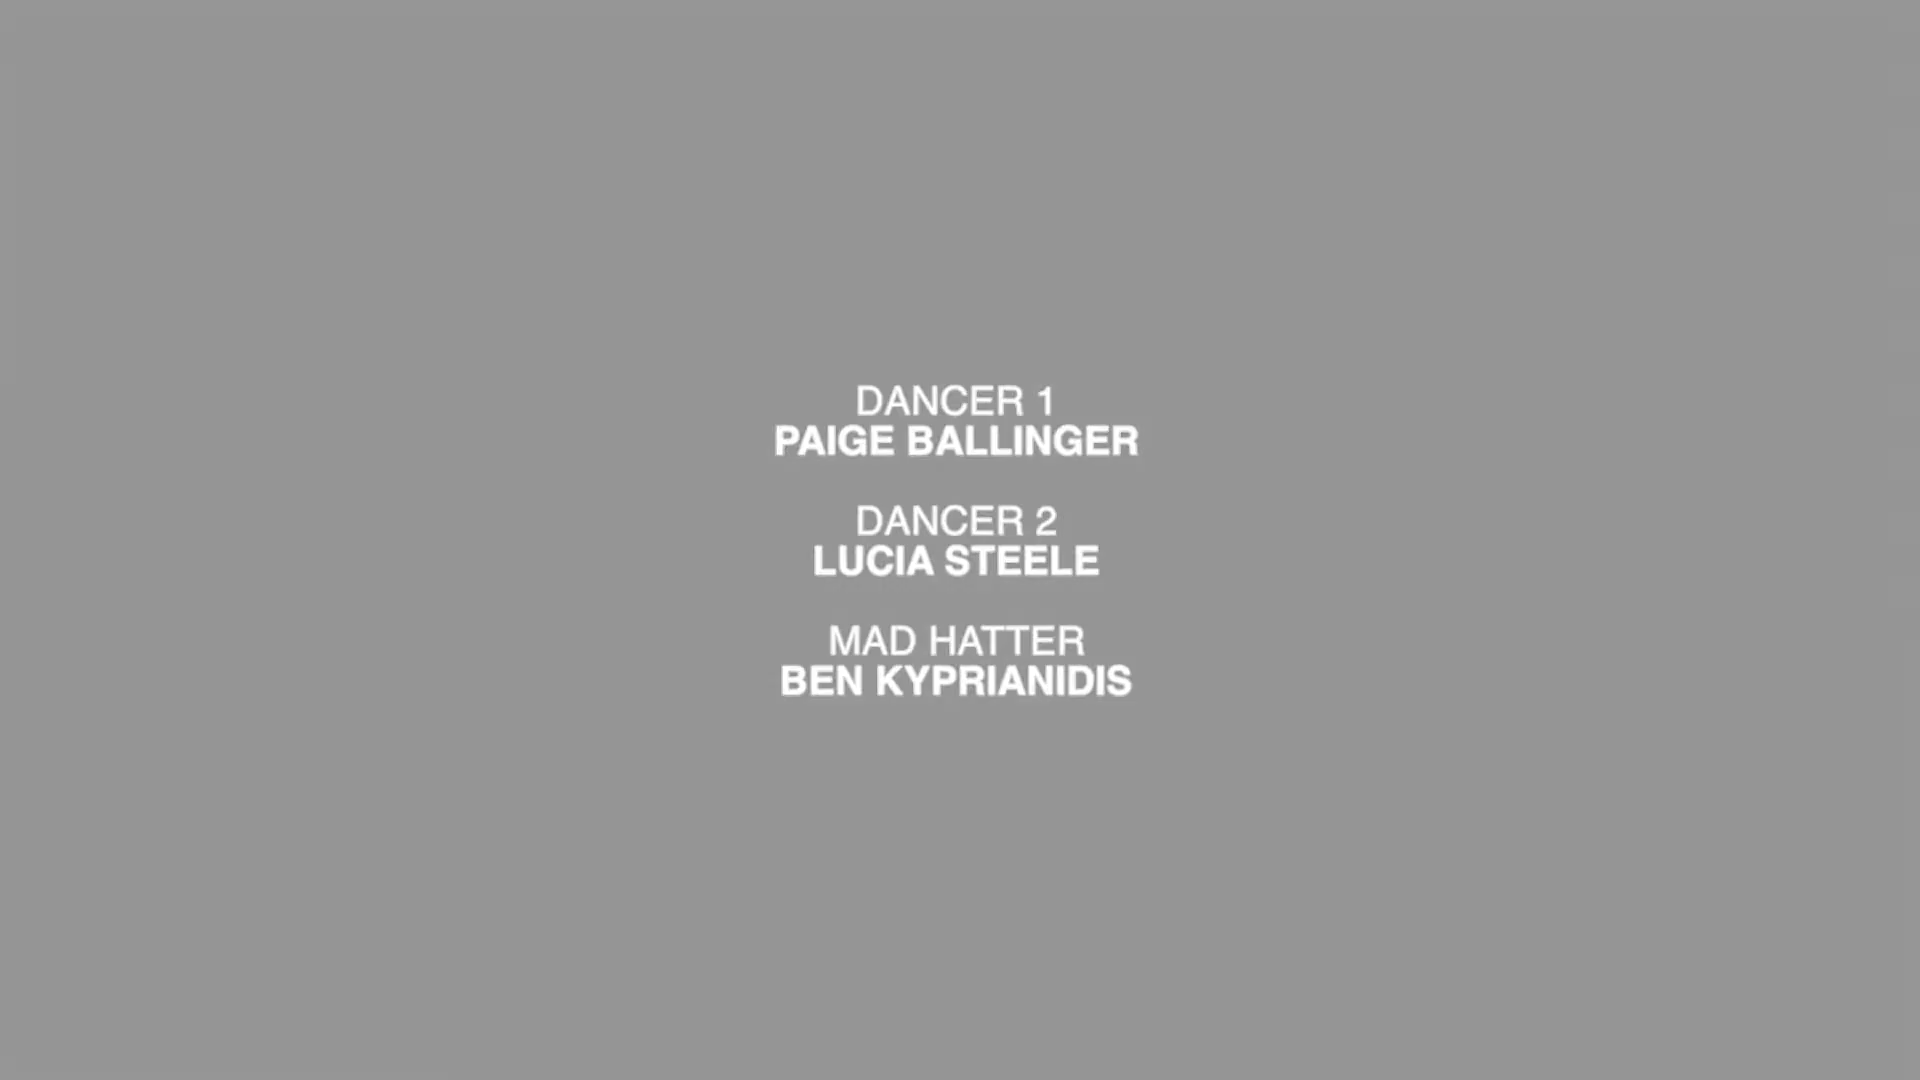 DANCER 1
PAIGE BALLINGER
DANCER 2
LUCIA STEELE
MAD HATTER
BEN KYPRIANIDIS